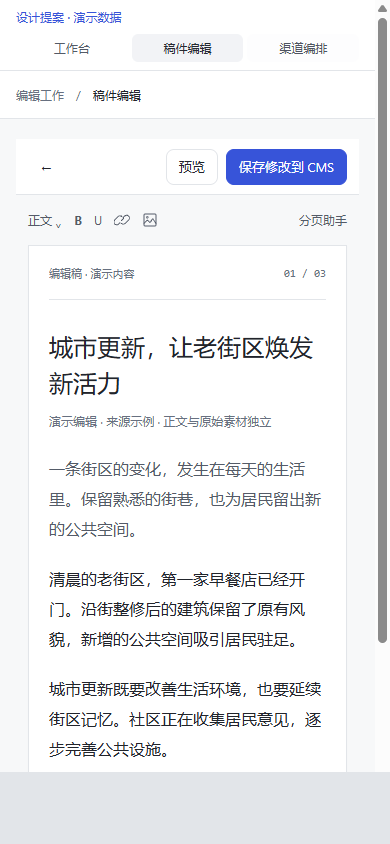 设计提案 · 演示数据
工作台 稿件编辑 渠道编排
编辑工作 / 稿件编辑
← 预览 保存修改到 CMS
正文 B U 分页助手
编辑稿 · 演示内容 01 / 03
城市更新，让老街区焕发
新活力
演示编辑 · 来源示例 · 正文与原始素材独立
一条街区的变化，发生在每天的生活
里。保留熟悉的街巷，也为居民留出新
的公共空间。
清晨的老街区，第一家早餐店已经开
门。沿街整修后的建筑保留了原有风
貌，新增的公共空间吸引居民驻足。
城市更新既要改善生活环境，也要延续
街区记忆。社区正在收集居民意见，逐
步完善公共设施。